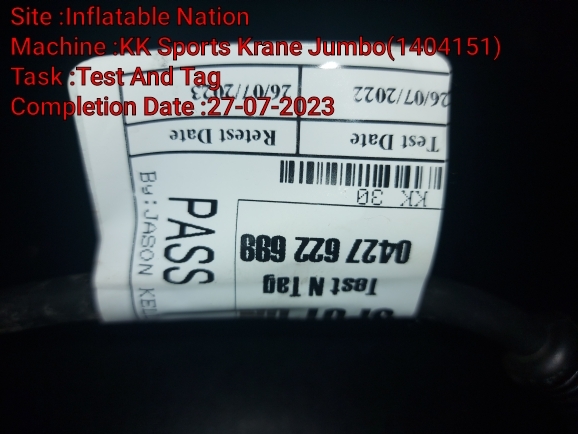 Site :Inflatable Nation
Machine :KK Sports Krane Jumbo(1404151)
Task :Test And Tag
Completion Date :27-07-2023
Test N Tag
0427 622 699
KK 30
PASS
By:JASON
Test Date
Retest Date
26/07/2022
26/07/2023